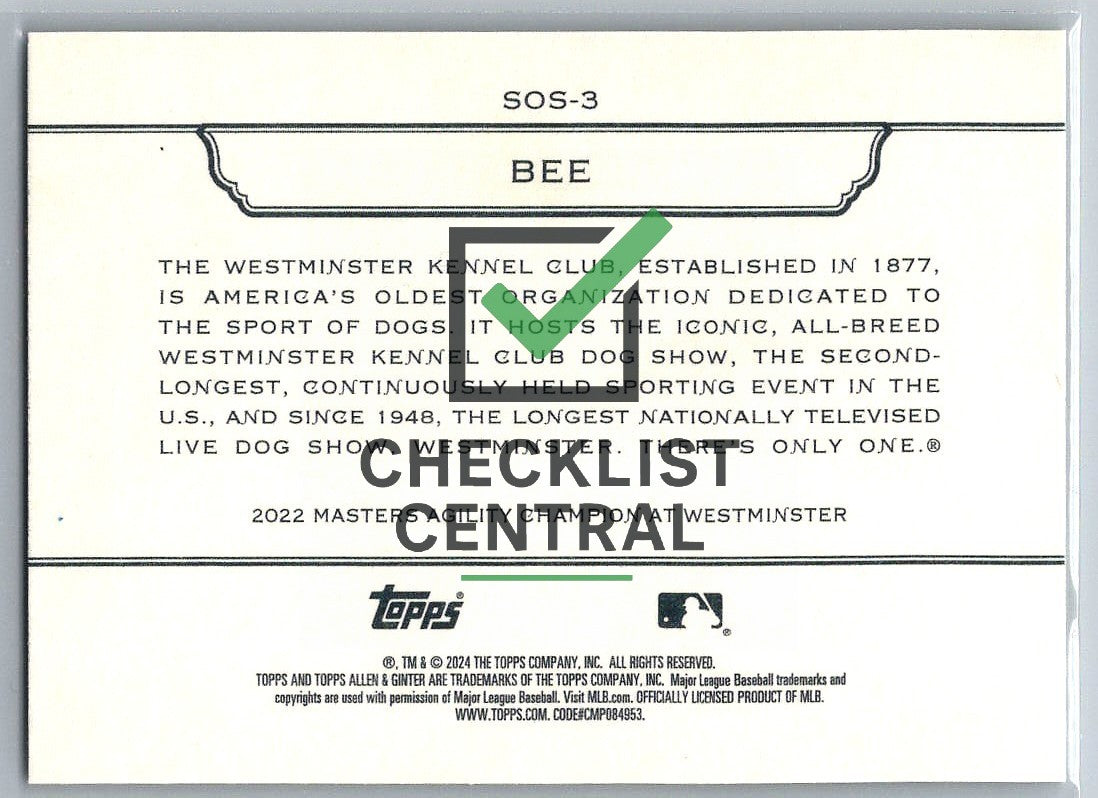 SOS-3
BEE
THE WESTMINSTER KENNEL CLUB, ESTABLISHED IN 1877,
IS AMERICA'S OLDEST ORGANIZATION DEDICATED TO
THE SPORT OF DOGS. IT HOSTS THE ICONIC, ALL-BREED
WESTMINSTER KENNEL CLUB DOG SHOW, THE SECOND-
LONGEST, CONTINUOUSLY HELD SPORTING EVENT IN THE
U.S., AND SINCE 1948, THE LONGEST NATIONALLY TELEVISED
LIVE DOG SHOW. WESTMINSTER. THERE'S ONLY ONE.®
CHECKLIST
2022 MASTERS AGILITY CHAMPION AT WESTMINSTER
CENTRAL
TOPPS®
®
®, TM & © 2024 THE TOPPS COMPANY, INC. ALL RIGHTS RESERVED.
TOPPS AND TOPPS ALLEN & GINTER ARE TRADEMARKS OF THE TOPPS COMPANY, INC. Major League Baseball trademarks and
copyrights are used with permission of Major League Baseball. Visit MLB.com. OFFICIALLY LICENSED PRODUCT OF MLB.
WWW.TOPPS.COM. CODE#CMP084953.